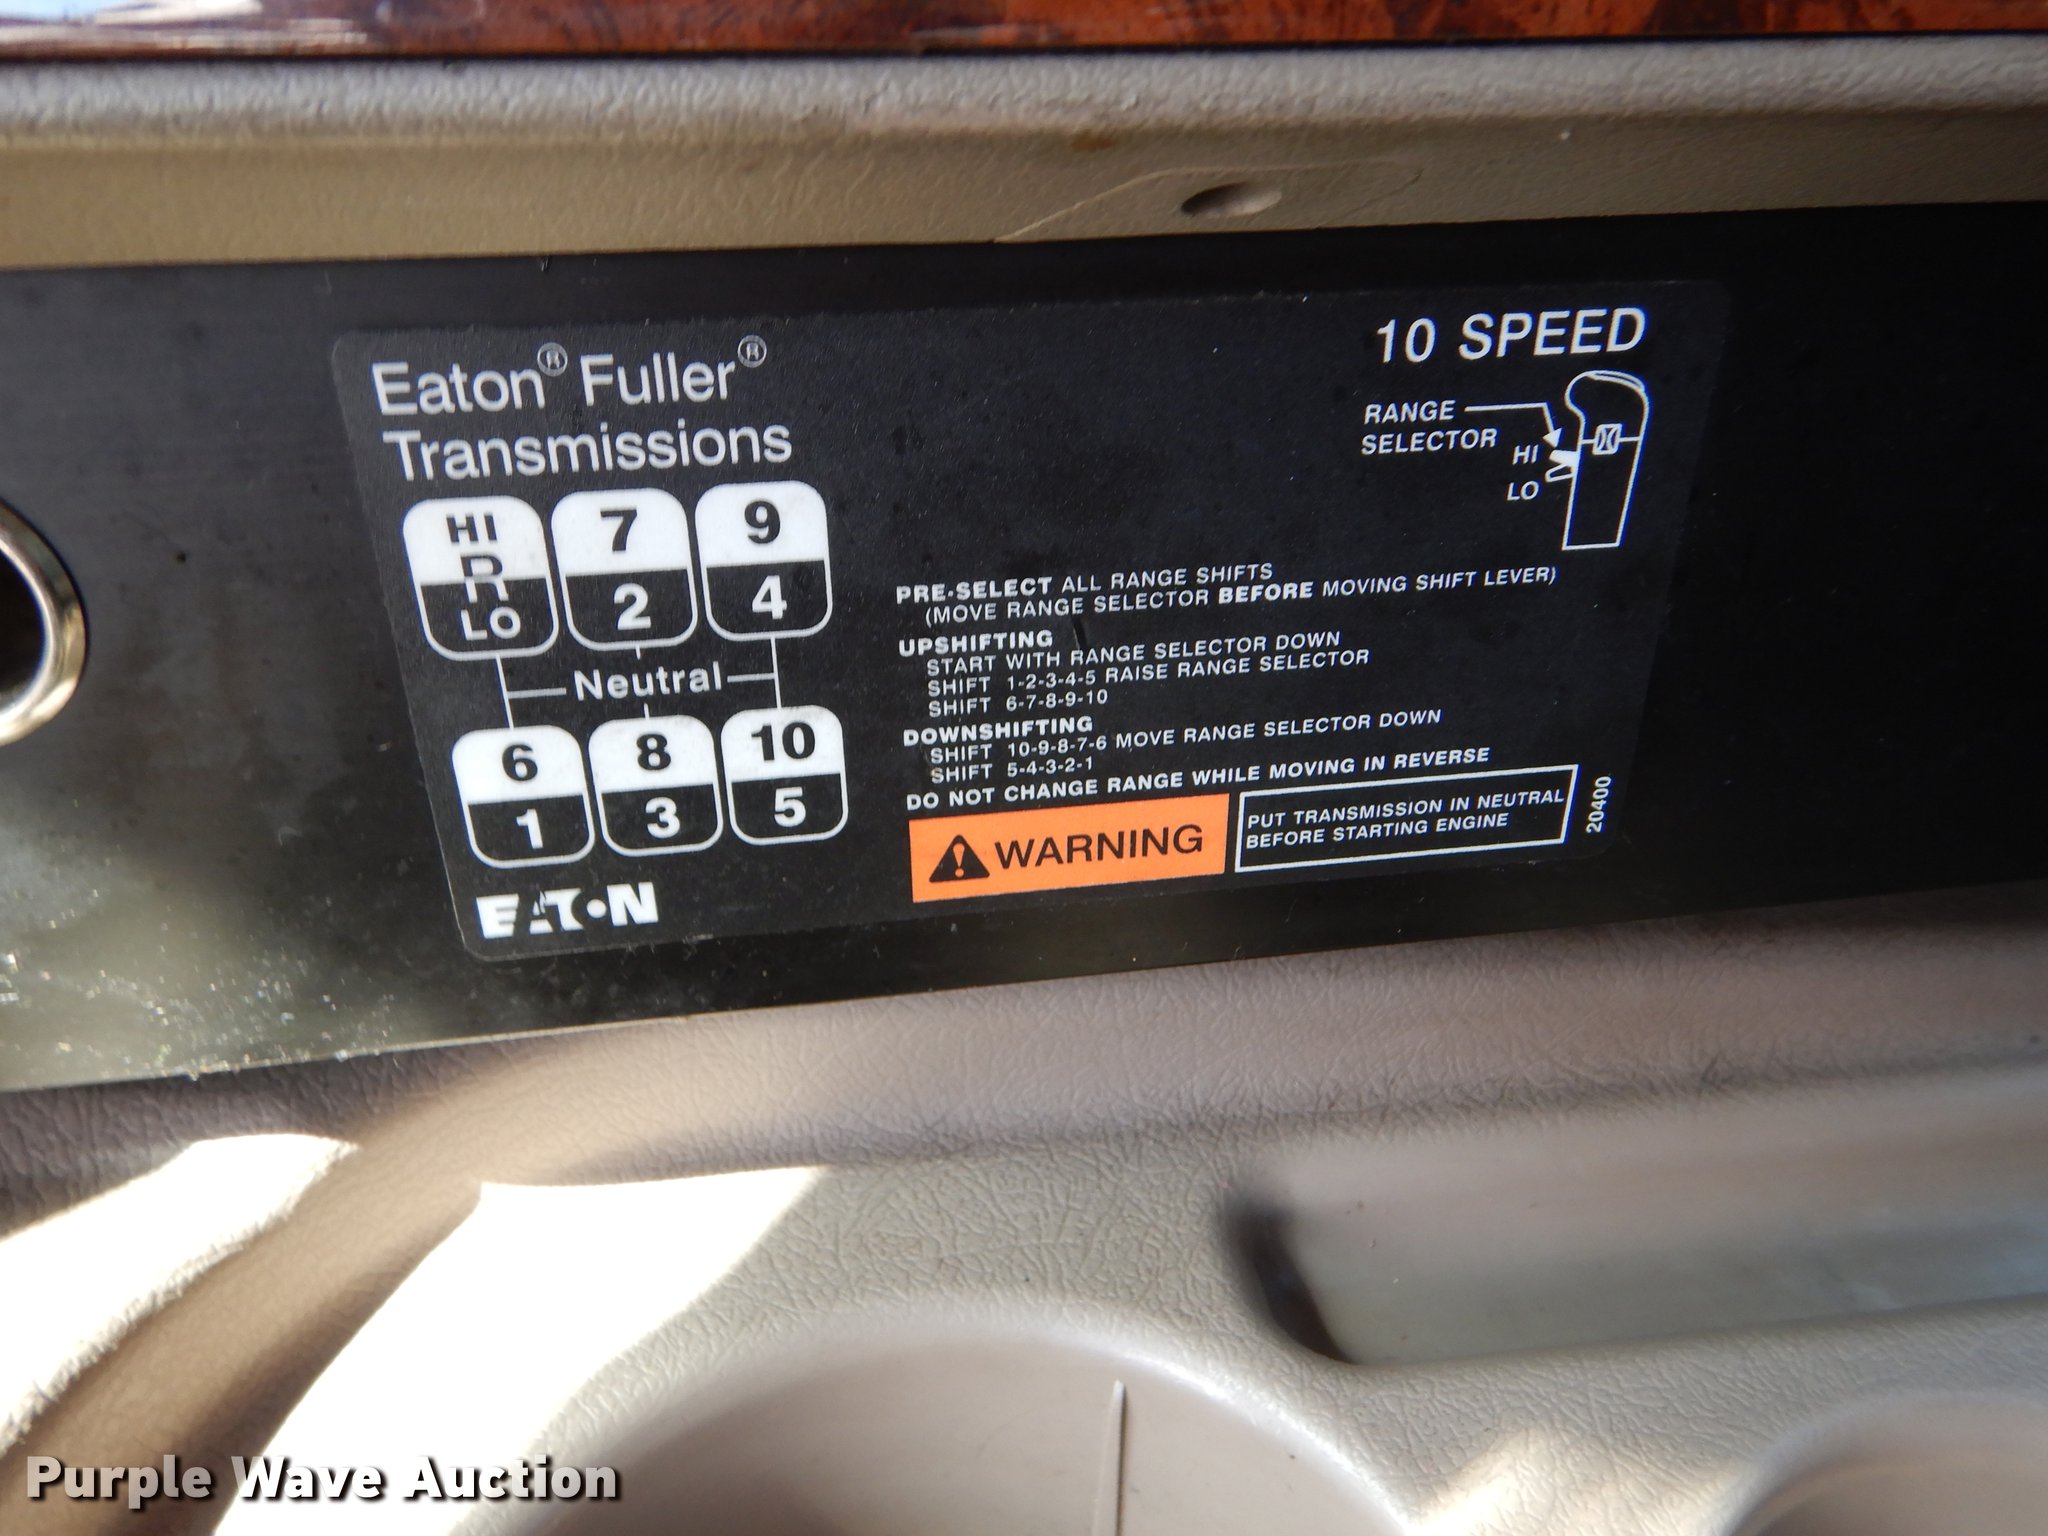 Eaton® Fuller®
Transmissions
HI
R
LO
7
2
9
4
Neutral
6
1
8
3
10
5
EATON
10 SPEED
RANGE
SELECTOR
HI
LO
PRE-SELECT ALL RANGE SHIFTS
(MOVE RANGE SELECTOR BEFORE MOVING SHIFT LEVER)
UPSHIFTING
START WITH RANGE SELECTOR DOWN
SHIFT 1-2-3-4-5 RAISE RANGE SELECTOR
SHIFT 6-7-8-9-10
DOWNSHIFTING
SHIFT 10-9-8-7-6 MOVE RANGE SELECTOR DOWN
SHIFT 5-4-3-2-1
DO NOT CHANGE RANGE WHILE MOVING IN REVERSE
WARNING
PUT TRANSMISSION IN NEUTRAL
BEFORE STARTING ENGINE
20400
Purple Wave Auction